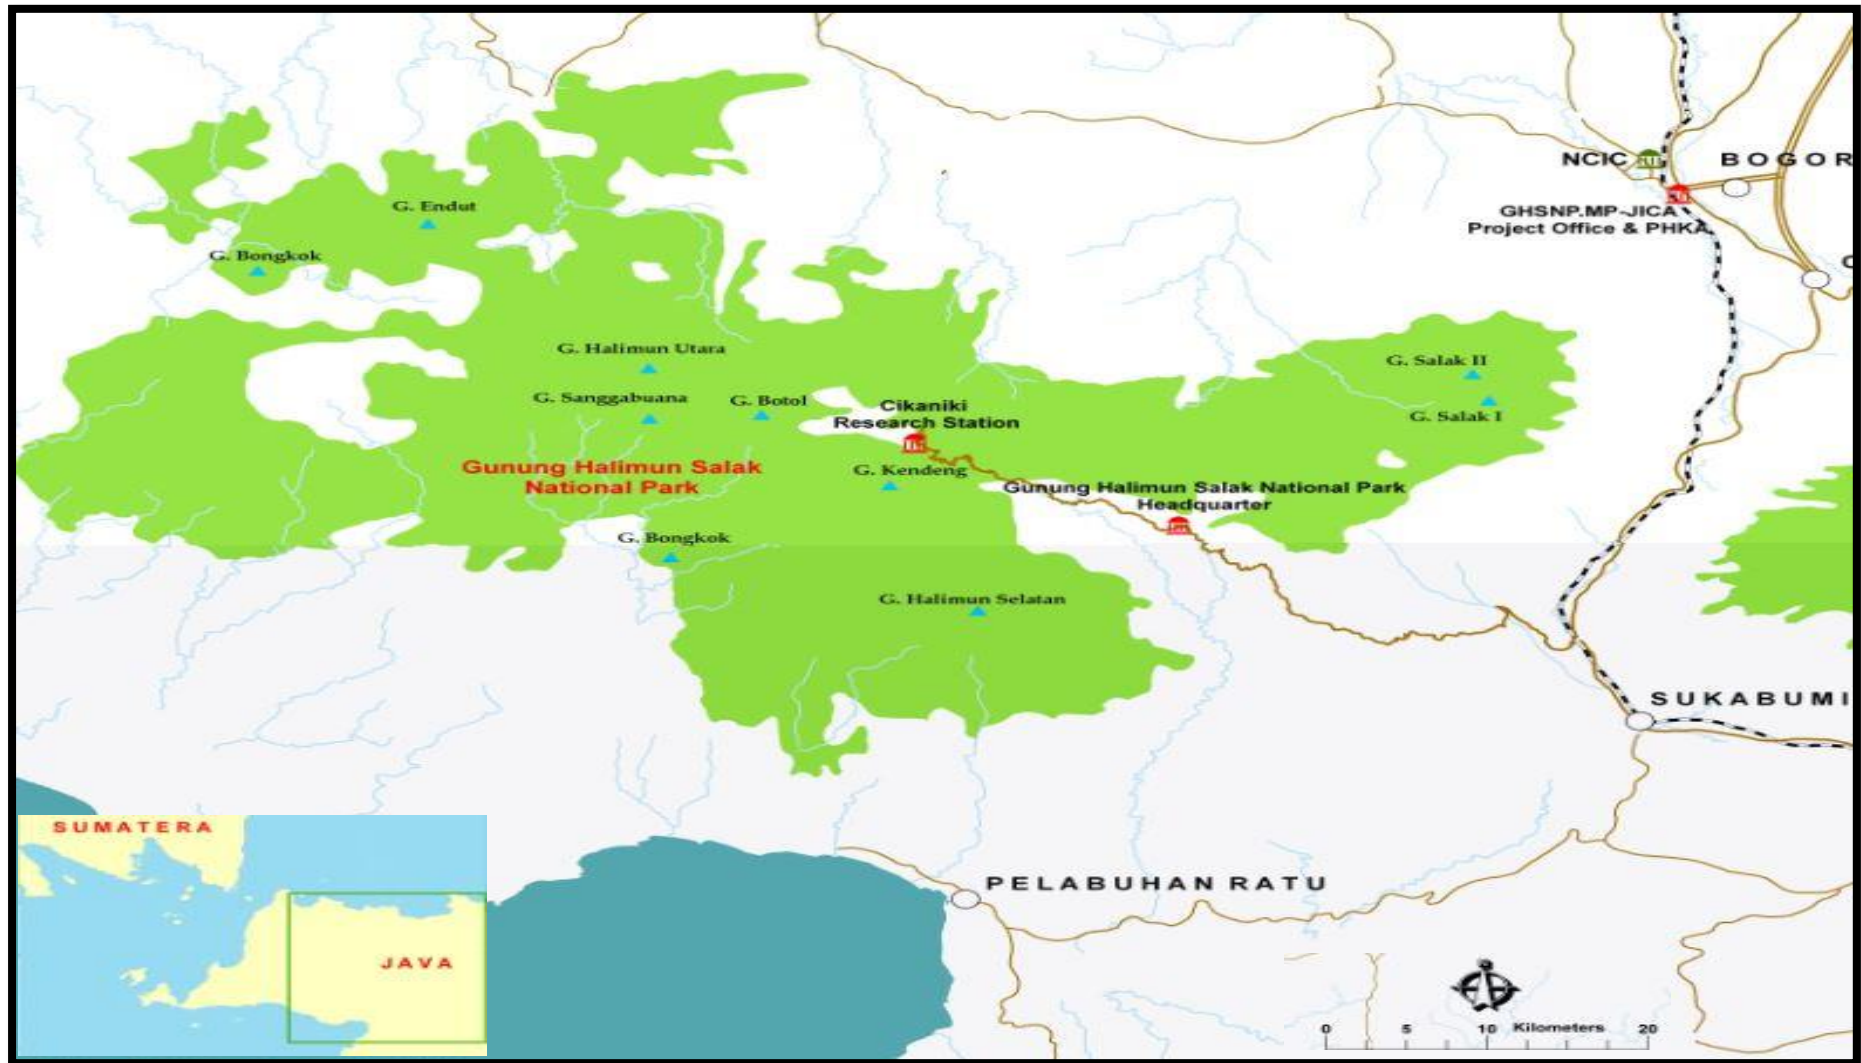 NCIC
BOGOR
GHSNP.MP-JICA
Project Office & PHKA
G. Endut
G. Bongkok
G. Halimun Utara
G. Salak II
G. Sanggabuana
G. Botol
Cikaniki
Research Station
G. Salak I
Gunung Halimun Salak
National Park
G. Kendeng
Gunung Halimun Salak National Park
Headquarter
G. Bongkok
G. Halimun Selatan
SUKABUMI
SUMATERA
PELABUHAN RATU
JAVA
0 5 10 Kilometers 20